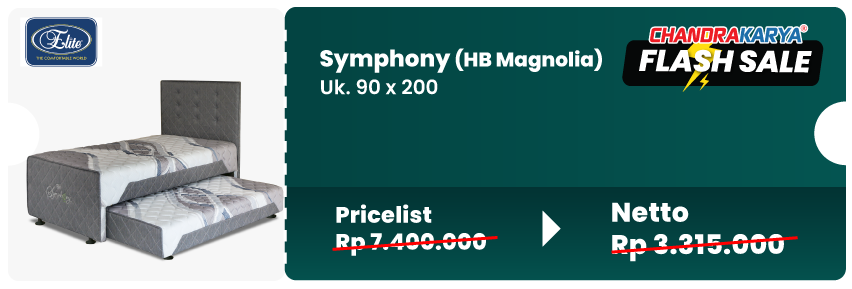 Elite
THE COMFORTABLE WORLD
Symphony (HB Magnolia)
Uk. 90 x 200
CHANDRAKARYA®
FLASH SALE
Symphony
Pricelist
Rp 7.400.000
Netto
Rp 3.315.000